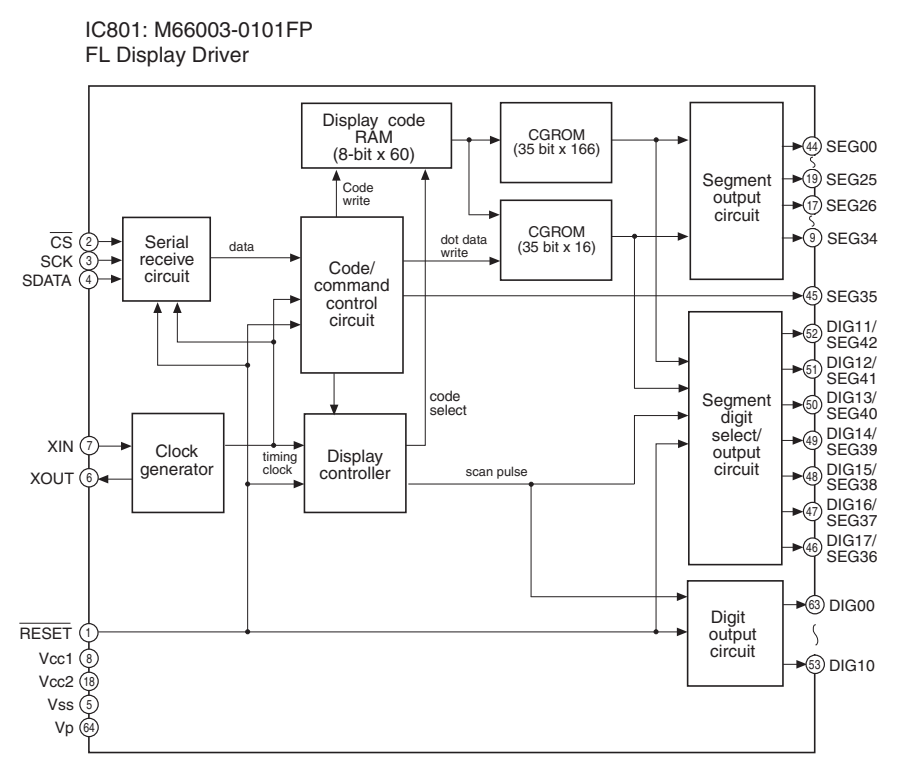 IC801: M66003-0101FP
FL Display Driver
Display code
RAM
(8-bit x 60)
CGROM
(35 bit x 166)
CGROM
(35 bit x 16)
Segment
output
circuit
44 SEG00
19 SEG25
17 SEG26
9 SEG34
45 SEG35
Code
write
dot data
write
CS 2
SCK 3
SDATA 4
Serial
receive
circuit
data
Code/
command
control
circuit
code
select
XIN 7
XOUT 6
Clock
generator
timing
clock
Display
controller
scan pulse
Segment
digit
select/
output
circuit
52 DIG11/
SEG42
51 DIG12/
SEG41
50 DIG13/
SEG40
49 DIG14/
SEG39
48 DIG15/
SEG38
47 DIG16/
SEG37
46 DIG17/
SEG36
Digit
output
circuit
63 DIG00
53 DIG10
RESET 1
Vcc1 8
Vcc2 18
Vss 5
Vp 64